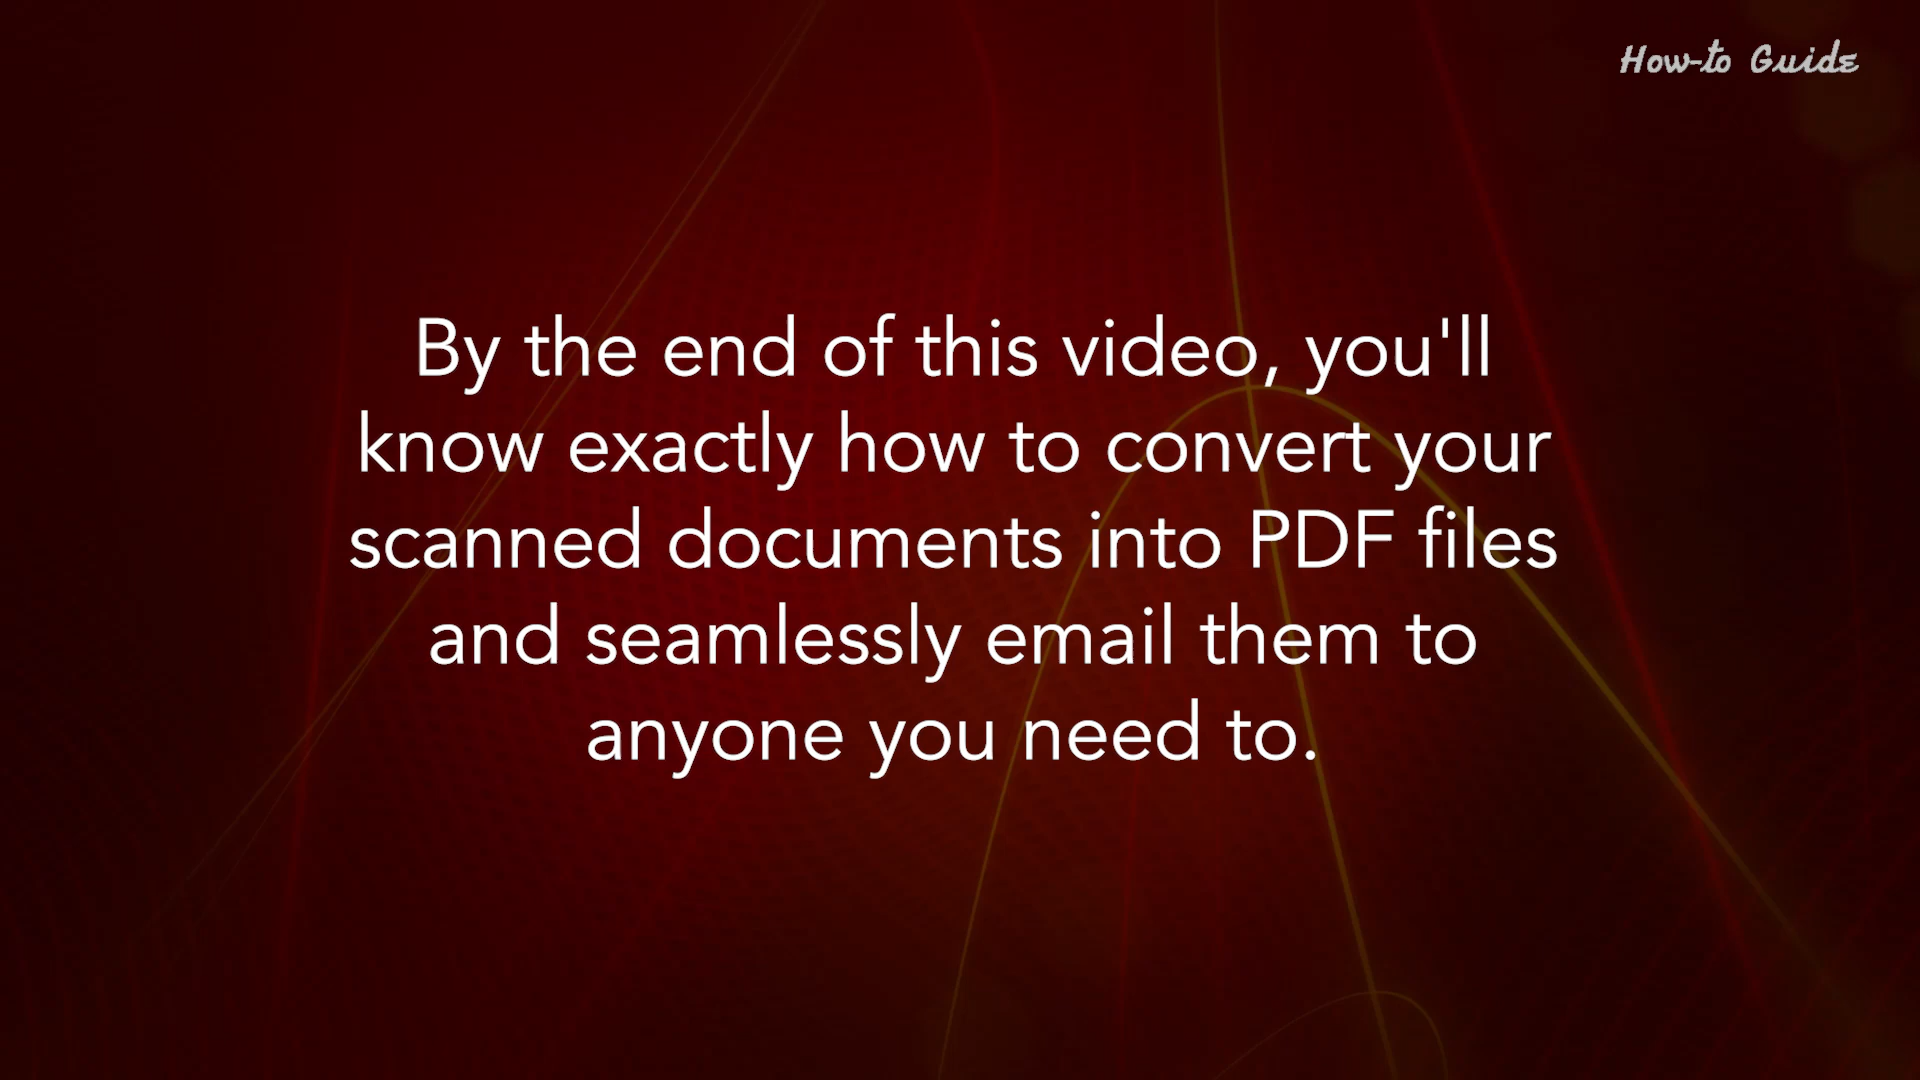 How-to Guide
By the end of this video, you'll
know exactly how to convert your
scanned documents into PDF files
and seamlessly email them to
anyone you need to.